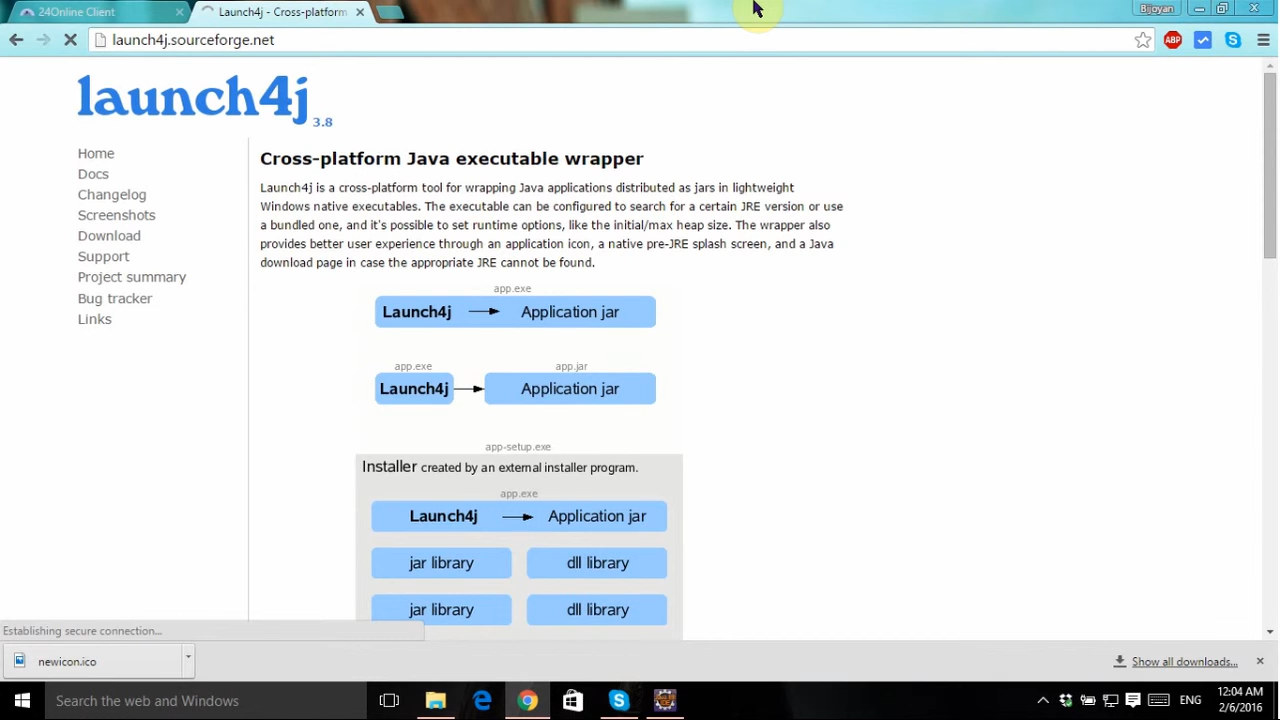 24Online Client
Launch4j - Cross-platform
Bijoyan
launch4j.sourceforge.net
ABP
launch4j 3.8
Home
Docs
Changelog
Screenshots
Download
Support
Project summary
Bug tracker
Links
Cross-platform Java executable wrapper
Launch4j is a cross-platform tool for wrapping Java applications distributed as jars in lightweight
Windows native executables. The executable can be configured to search for a certain JRE version or use
a bundled one, and it's possible to set runtime options, like the initial/max heap size. The wrapper also
provides better user experience through an application icon, a native pre-JRE splash screen, and a Java
download page in case the appropriate JRE cannot be found.
app.exe
Launch4j Application jar
app.exe app.jar
Launch4j Application jar
app-setup.exe
Installer created by an external installer program.
app.exe
Launch4j Application jar
jar library dll library
jar library dll library
Establishing secure connection...
newicon.ico
Show all downloads...
Search the web and Windows
ENG
12:04 AM
2/6/2016